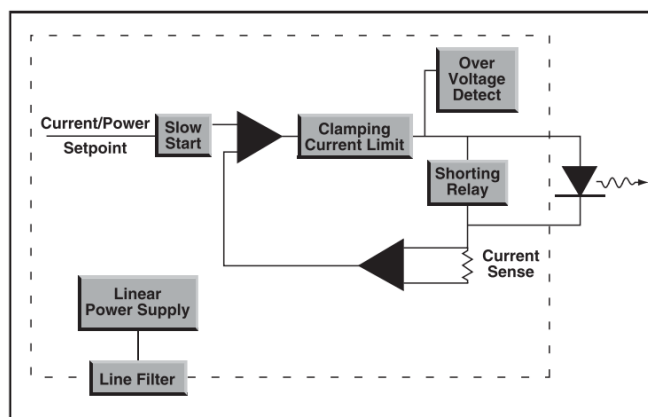 Over
Voltage
Detect
Current/Power
Setpoint
Slow
Start
Clamping
Current Limit
Shorting
Relay
Current
Sense
Linear
Power Supply
Line Filter